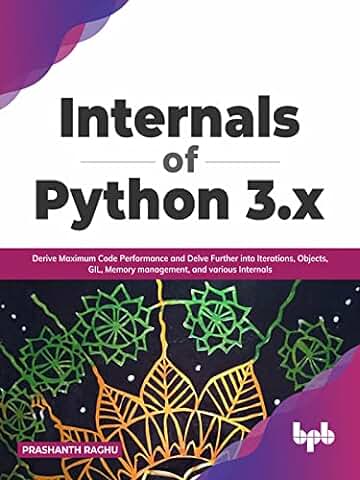 Internals
of
Python 3.x
Derive Maximum Code Performance and Delve Further into Iterations, Objects,
GIL, Memory management, and various Internals
PRASHANTH RAGHU
bpb